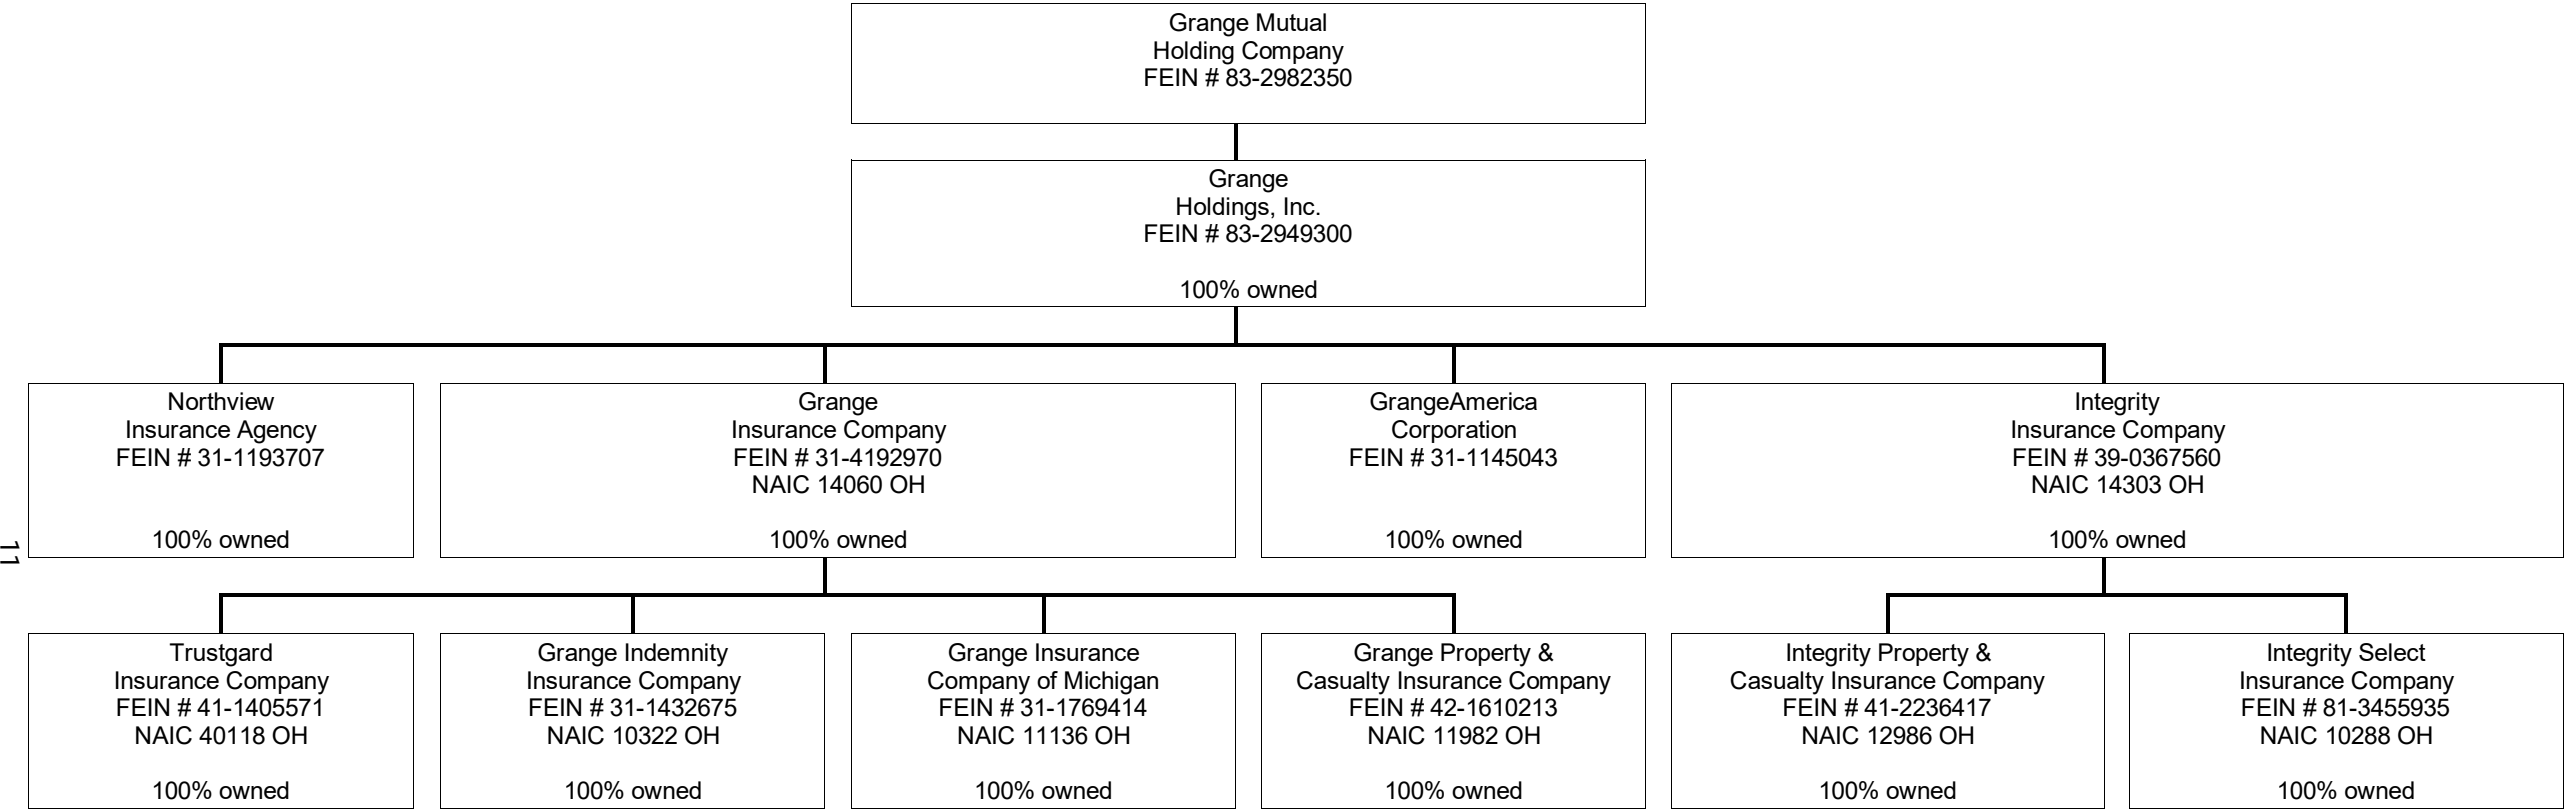 Grange Mutual
Holding Company
FEIN # 83-2982350
Grange
Holdings, Inc.
FEIN # 83-2949300
100% owned
Northview
Insurance Agency
FEIN # 31-1193707
100% owned
Grange
Insurance Company
FEIN # 31-4192970
NAIC 14060 OH
100% owned
GrangeAmerica
Corporation
FEIN # 31-1145043
100% owned
Integrity
Insurance Company
FEIN # 39-0367560
NAIC 14303 OH
100% owned
11
Trustgard
Insurance Company
FEIN # 41-1405571
NAIC 40118 OH
100% owned
Grange Indemnity
Insurance Company
FEIN # 31-1432675
NAIC 10322 OH
100% owned
Grange Insurance
Company of Michigan
FEIN # 31-1769414
NAIC 11136 OH
100% owned
Grange Property &
Casualty Insurance Company
FEIN # 42-1610213
NAIC 11982 OH
100% owned
Integrity Property &
Casualty Insurance Company
FEIN # 41-2236417
NAIC 12986 OH
100% owned
Integrity Select
Insurance Company
FEIN # 81-3455935
NAIC 10288 OH
100% owned